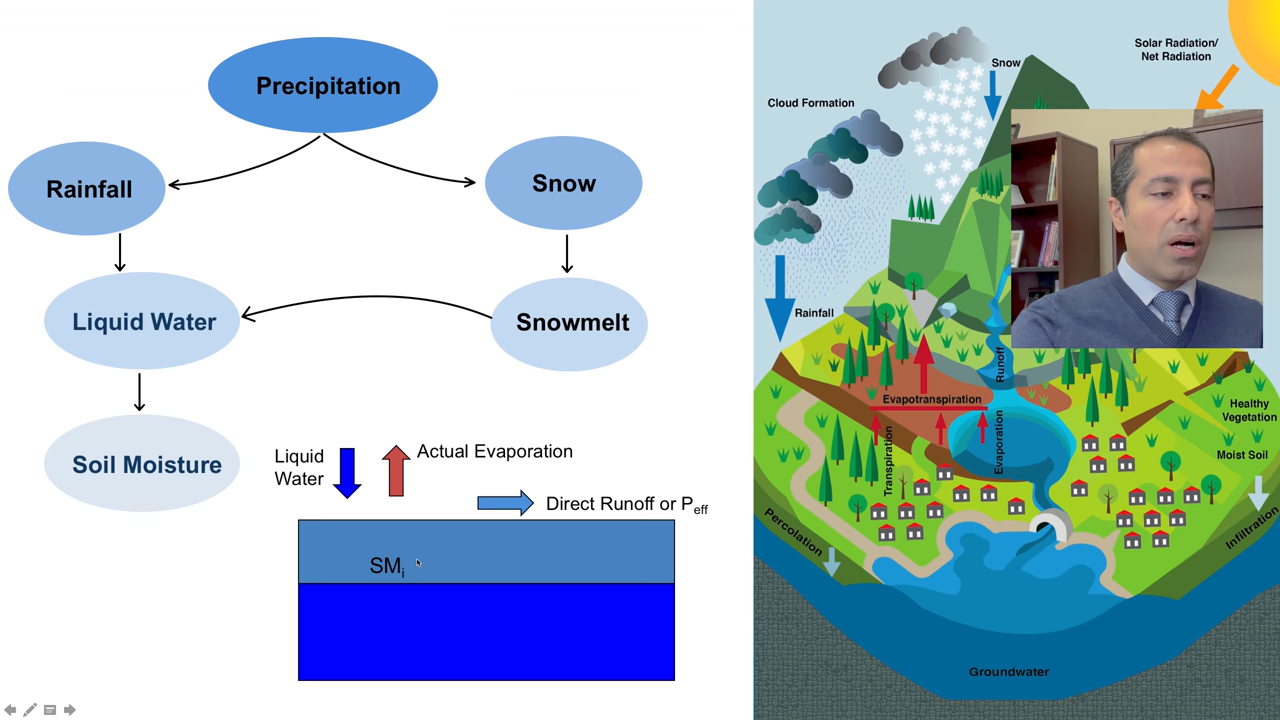 Precipitation
Rainfall
Snow
Liquid Water
Snowmelt
Soil Moisture
Liquid
Water
Actual Evaporation
Direct Runoff or Peff
SMi
Solar Radiation/
Net Radiation
Snow
Cloud Formation
Rainfall
Runoff
Evapotranspiration
Transpiration
Evaporation
Healthy
Vegetation
Moist Soil
Percolation
Infiltration
Groundwater